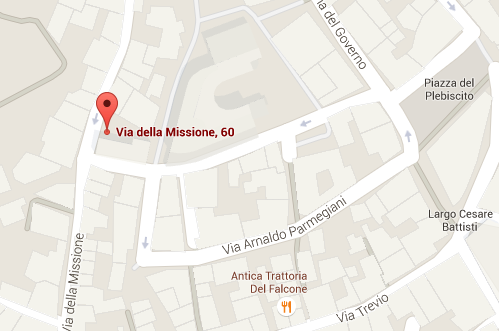 a del Governo
Piazza del
Plebiscito
Via della Missione, 60
Via Arnaldo Parmegiani
Largo Cesare
Battisti
Via della Missione
Antica Trattoria
Del Falcone
Via Trevio